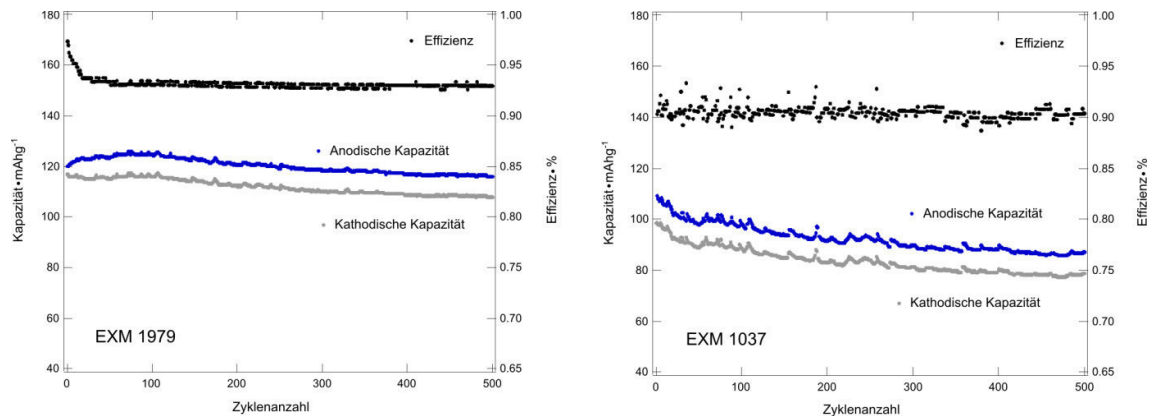 180
160
140
120
100
80
60
40
Kapazität•mAhg-1
1.00
0.95
0.90
0.85
0.80
0.75
0.70
0.65
Effizienz•%
Effizienz
Anodische Kapazität
Kathodische Kapazität
EXM 1979
0 100 200 300 400 500
Zyklenanzahl
180
160
140
120
100
80
60
40
Kapazität•mAhg-1
1.00
0.95
0.90
0.85
0.80
0.75
0.70
0.65
Effizienz•%
Effizienz
Anodische Kapazität
Kathodische Kapazität
EXM 1037
0 100 200 300 400 500
Zyklenanzahl